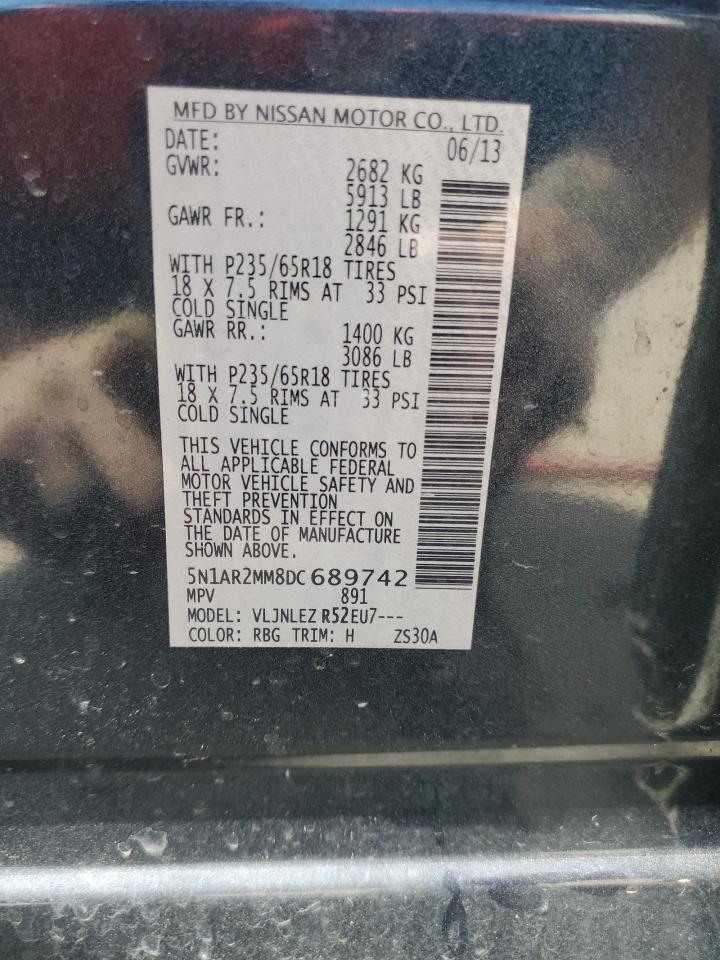 MFD BY NISSAN MOTOR CO., LTD.
DATE: 06/13
GVWR: 2682 KG
5913 LB
GAWR FR.: 1291 KG
2846 LB
WITH P235/65R18 TIRES
18 X 7.5 RIMS AT 33 PSI
COLD SINGLE
GAWR RR.: 1400 KG
3086 LB
WITH P235/65R18 TIRES
18 X 7.5 RIMS AT 33 PSI
COLD SINGLE
THIS VEHICLE CONFORMS TO
ALL APPLICABLE FEDERAL
MOTOR VEHICLE SAFETY AND
THEFT PREVENTION
STANDARDS IN EFFECT ON
THE DATE OF MANUFACTURE
SHOWN ABOVE.
5N1AR2MM8DC689742
MPV 891
MODEL: VLJNLEZ R52EU7---
COLOR: RBG TRIM: H ZS30A